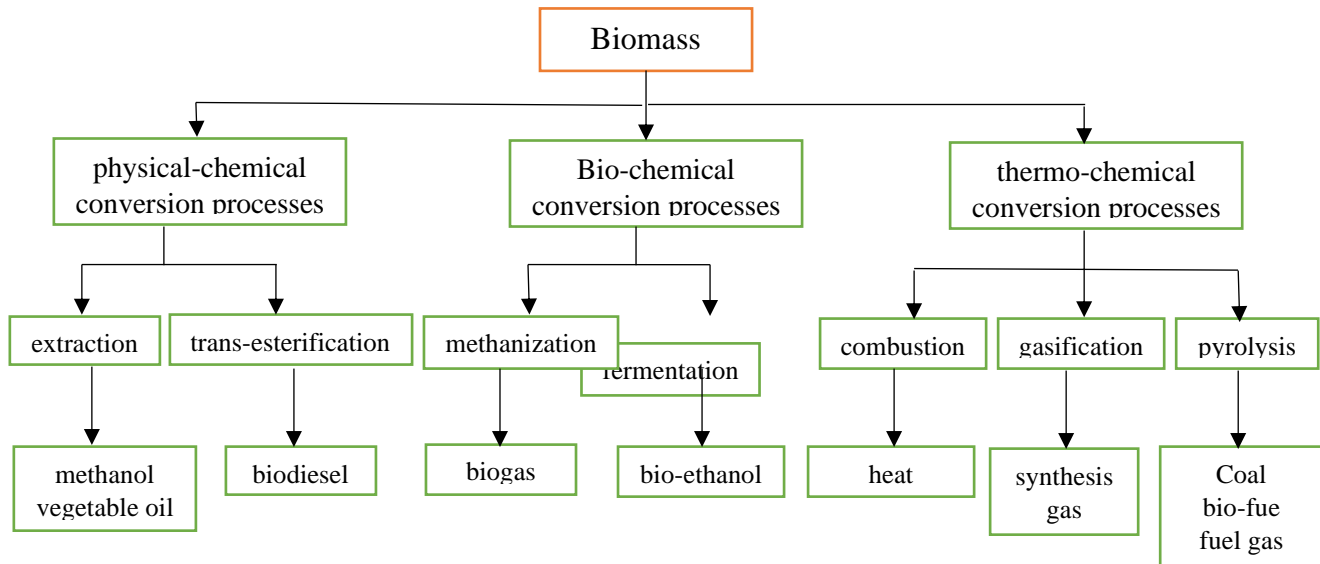 Biomass
physical-chemical
conversion processes
Bio-chemical
conversion processes
thermo-chemical
conversion processes
extraction
trans-esterification
methanization
fermentation
combustion
gasification
pyrolysis
methanol
vegetable oil
biodiesel
biogas
bio-ethanol
heat
synthesis
gas
Coal
bio-fue
fuel gas